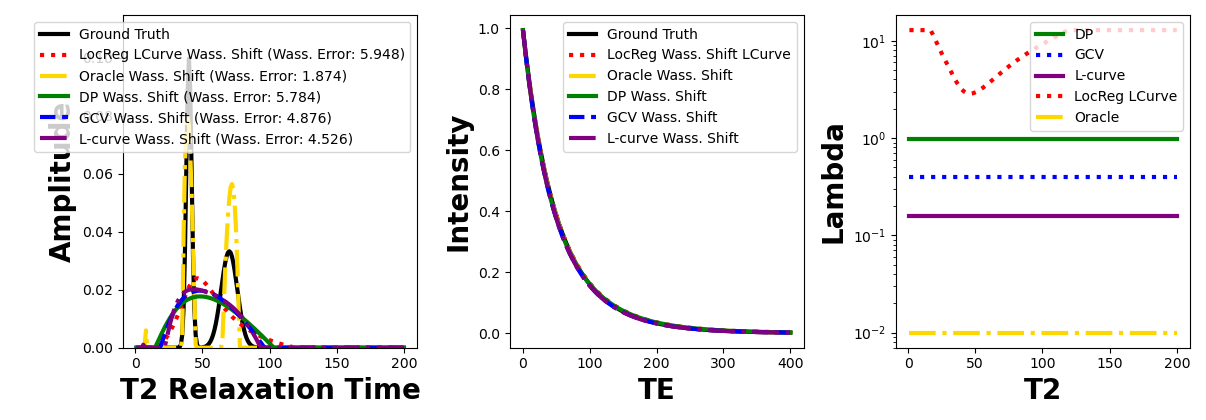 Ground Truth
LocReg LCurve Wass. Shift (Wass. Error: 5.948)
Oracle Wass. Shift (Wass. Error: 1.874)
DP Wass. Shift (Wass. Error: 5.784)
GCV Wass. Shift (Wass. Error: 4.876)
L-curve Wass. Shift (Wass. Error: 4.526)
Amplitude
0.06
0.04
0.02
0.00
0
50
100
150
200
T2 Relaxation Time
Ground Truth
LocReg Wass. Shift LCurve
Oracle Wass. Shift
DP Wass. Shift
GCV Wass. Shift
L-curve Wass. Shift
Intensity
1.0
0.8
0.6
0.4
0.2
0.0
0
100
200
300
400
TE
DP
GCV
L-curve
LocReg LCurve
Oracle
Lambda
10¹
10⁰
10⁻¹
10⁻²
0
50
100
150
200
T2